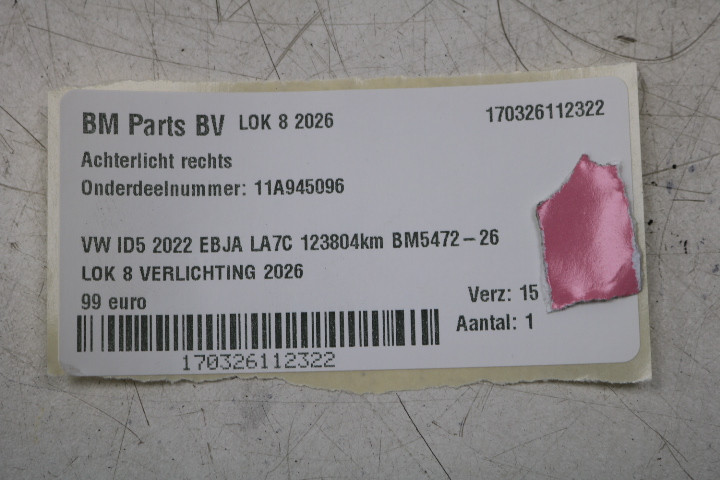 BM Parts BV LOK 8 2026 170326112322
Achterlicht rechts
Onderdeelnummer: 11A945096
VW ID5 2022 EBJA LA7C 123804km BM5472-26
LOK 8 VERLICHTING 2026
99 euro Verz: 15
Aantal: 1
170326112322